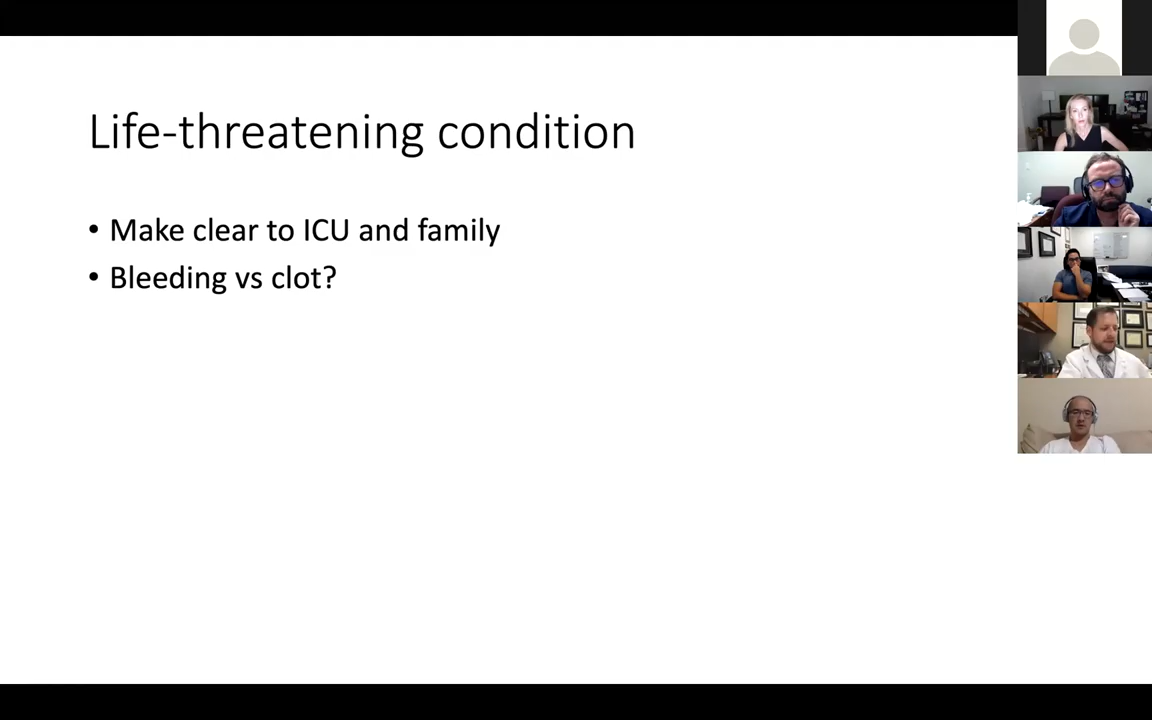 Life-threatening condition
• Make clear to ICU and family
• Bleeding vs clot?